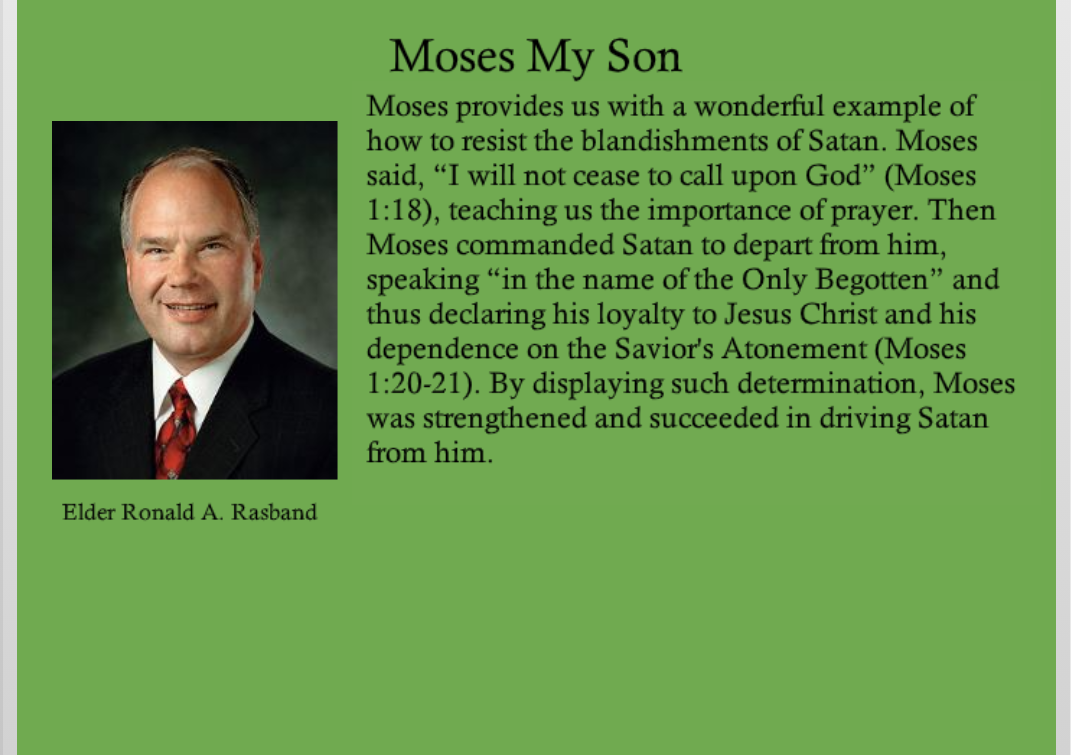 Moses My Son
Moses provides us with a wonderful example of
how to resist the blandishments of Satan. Moses
said, “I will not cease to call upon God” (Moses
1:18), teaching us the importance of prayer. Then
Moses commanded Satan to depart from him,
speaking “in the name of the Only Begotten” and
thus declaring his loyalty to Jesus Christ and his
dependence on the Savior's Atonement (Moses
1:20-21). By displaying such determination, Moses
was strengthened and succeeded in driving Satan
from him.
Elder Ronald A. Rasband